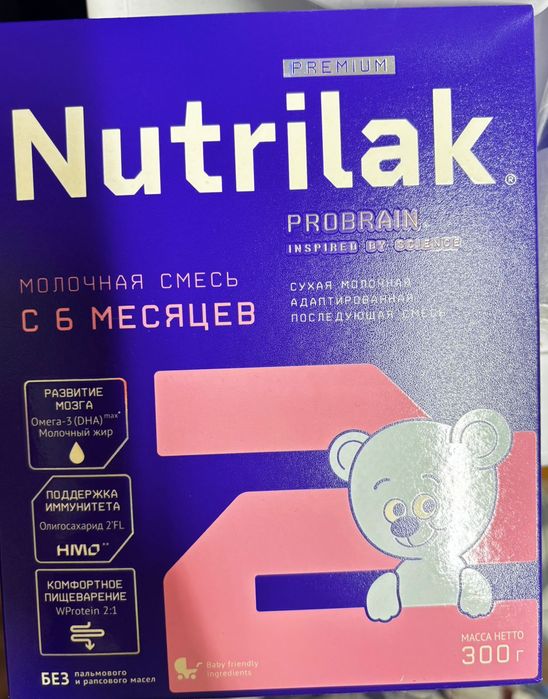 PREMIUM
Nutrilak®
PROBRAIN
INSPIRED BY SCIENCE
МОЛОЧНАЯ СМЕСЬ
С 6 МЕСЯЦЕВ
СУХАЯ МОЛОЧНАЯ
АДАПТИРОВАННАЯ
ПОСЛЕДУЮЩАЯ СМЕСЬ
2
РАЗВИТИЕ
МОЗГА
Омега-3 (DHA) max*
Молочный жир
ПОДДЕРЖКА
ИММУНИТЕТА
Олигосахарид 2'FL
HMO**
КОМФОРТНОЕ
ПИЩЕВАРЕНИЕ
WProtein 2:1
БЕЗ пальмового
и рапсового масел
Baby friendly
ingredients
МАССА НЕТТО
300 г